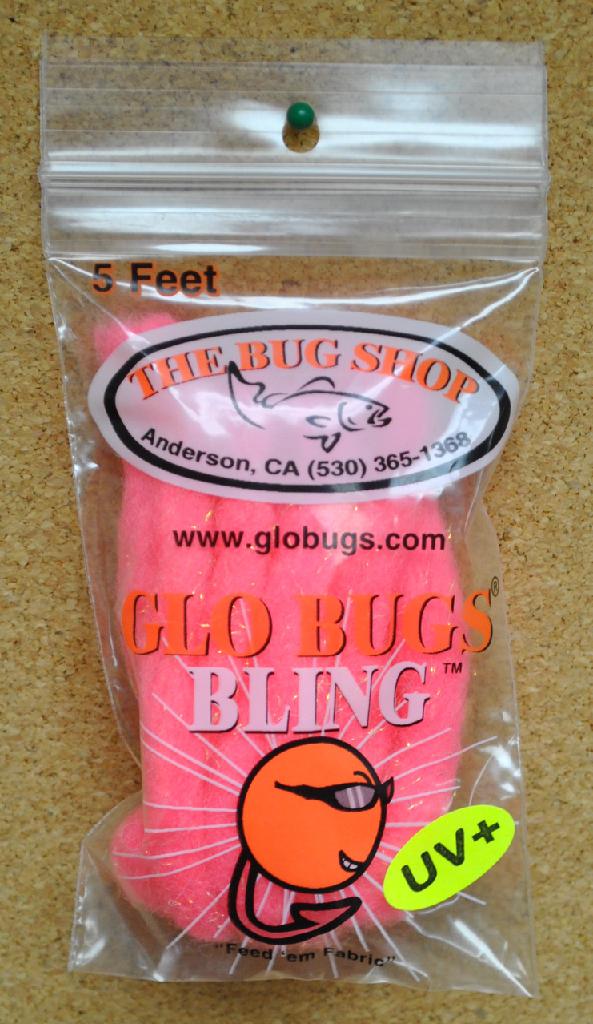 5 Feet
THE BUG SHOP
Anderson, CA (530) 365-1368
www.globugs.com
GLO BUGS®
BLING™
UV+
"Feed 'em Fabric"